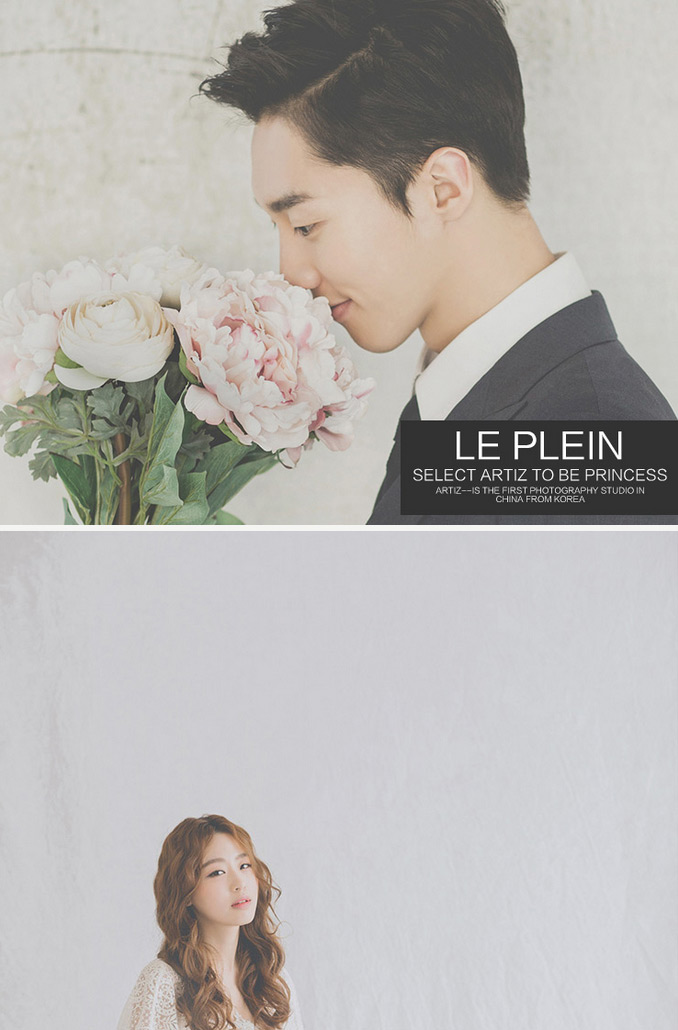 LE PLEIN
SELECT ARTIZ TO BE PRINCESS
ARTIZ--IS THE FIRST PHOTOGRAPHY STUDIO IN
CHINA FROM KOREA